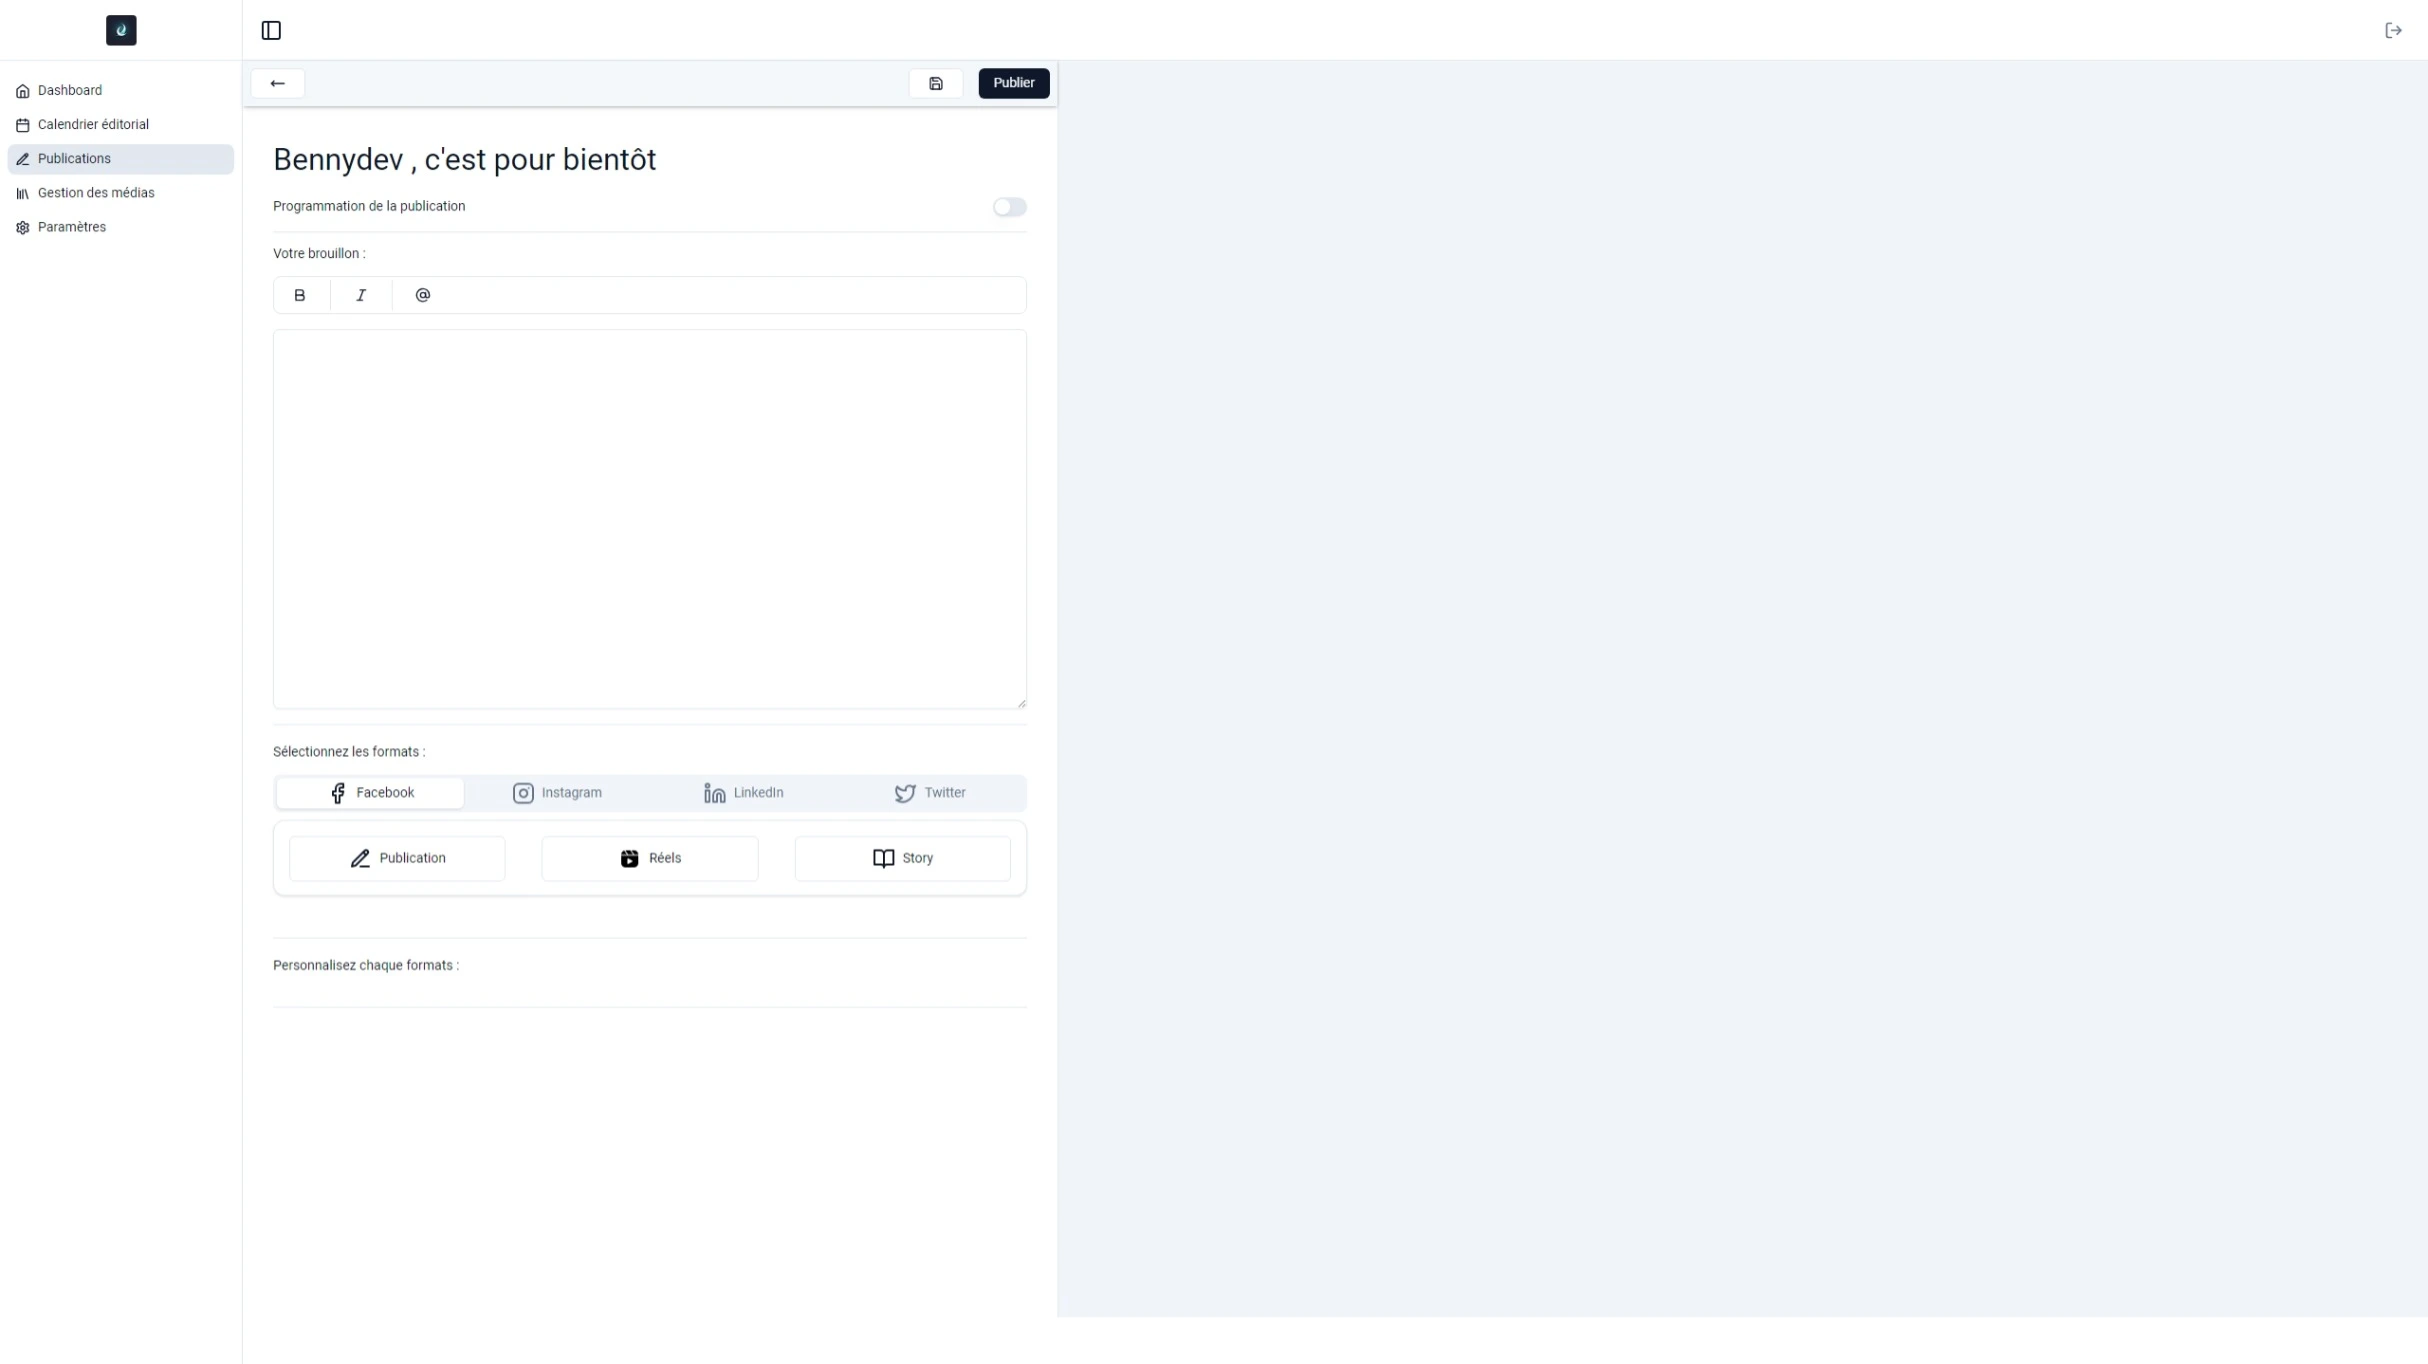 Dashboard
Calendrier éditorial
Publications
Gestion des médias
Paramètres
Publier
Bennydev , c'est pour bientôt
Programmation de la publication
Votre brouillon :
B I @
Sélectionnez les formats :
Facebook Instagram LinkedIn Twitter
Publication Réels Story
Personnalisez chaque formats :